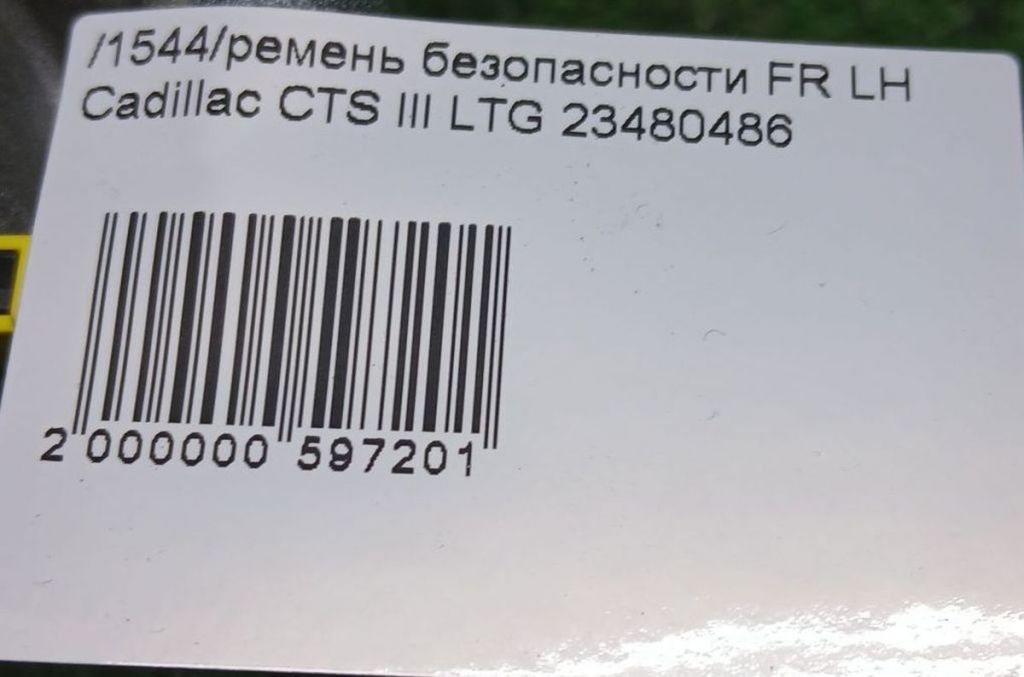 /1544/ремень безопасности FR LH
Cadillac CTS III LTG 23480486
2 000000 597201